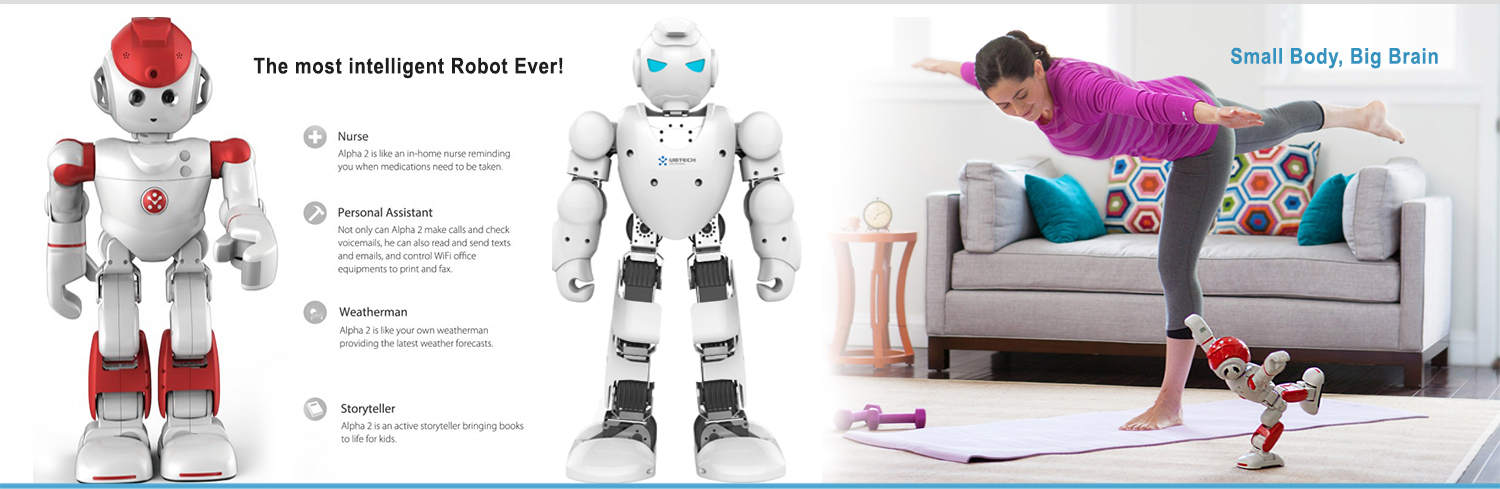 The most intelligent Robot Ever!
Nurse
Alpha 2 is like an in-home nurse reminding
you when medications need to be taken.
Personal Assistant
Not only can Alpha 2 make calls and check
voicemails, he can also read and send texts
and emails, and control WiFi office
equipments to print and fax.
Weatherman
Alpha 2 is like your own weatherman
providing the latest weather forecasts.
Storyteller
Alpha 2 is an active storyteller bringing books
to life for kids.
UBTECH
Small Body, Big Brain